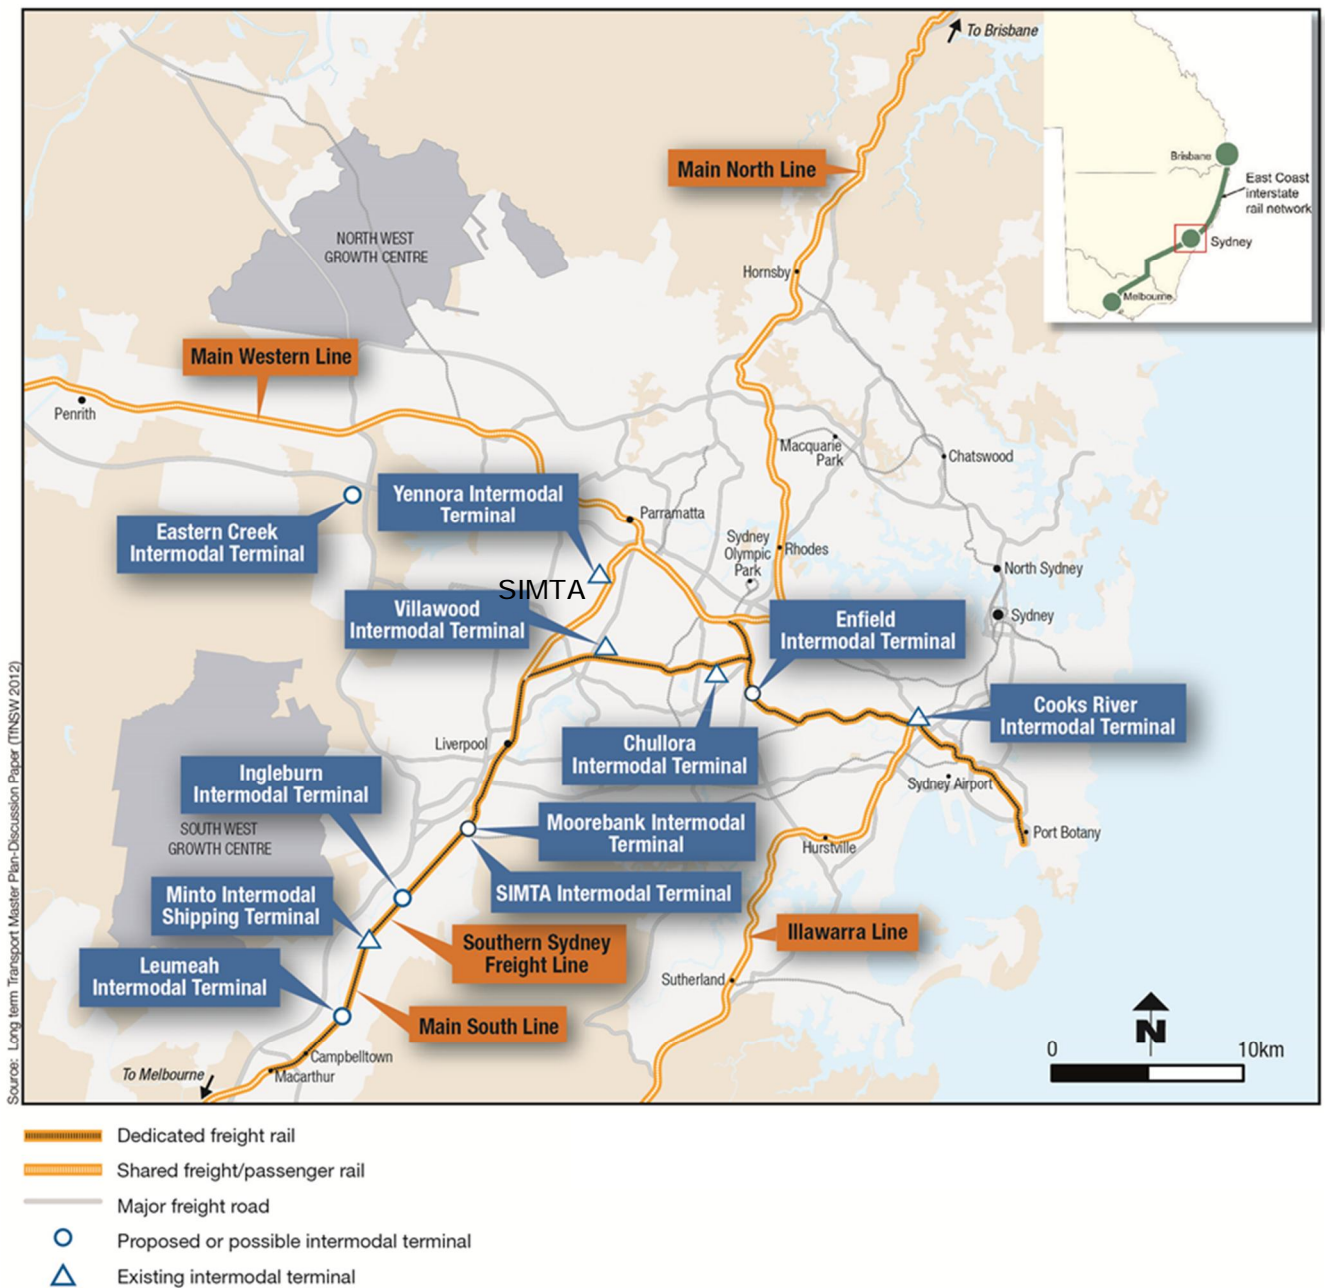 To Brisbane
Brisbane
East Coast
interstate
rail network
Sydney
Melbourne
Main North Line
NORTH WEST
GROWTH CENTRE
Hornsby
Main Western Line
Penrith
Macquarie
Park
Chatswood
Yennora Intermodal
Terminal
Parramatta
Eastern Creek
Intermodal Terminal
Sydney
Olympic
Park
Rhodes
North Sydney
SIMTA
Villawood
Intermodal Terminal
Enfield
Intermodal Terminal
Sydney
Cooks River
Intermodal Terminal
Liverpool
Chullora
Intermodal Terminal
Ingleburn
Intermodal Terminal
Sydney Airport
SOUTH WEST
GROWTH CENTRE
Moorebank Intermodal
Terminal
Port Botany
Hurstville
Minto Intermodal
Shipping Terminal
SIMTA Intermodal Terminal
Southern Sydney
Freight Line
Illawarra Line
Leumeah
Intermodal Terminal
Sutherland
Main South Line
N
0 10km
Campbelltown
Macarthur
To Melbourne
Source: Long term Transport Master Plan-Discussion Paper (TfNSW 2012)
Dedicated freight rail
Shared freight/passenger rail
Major freight road
Proposed or possible intermodal terminal
Existing intermodal terminal